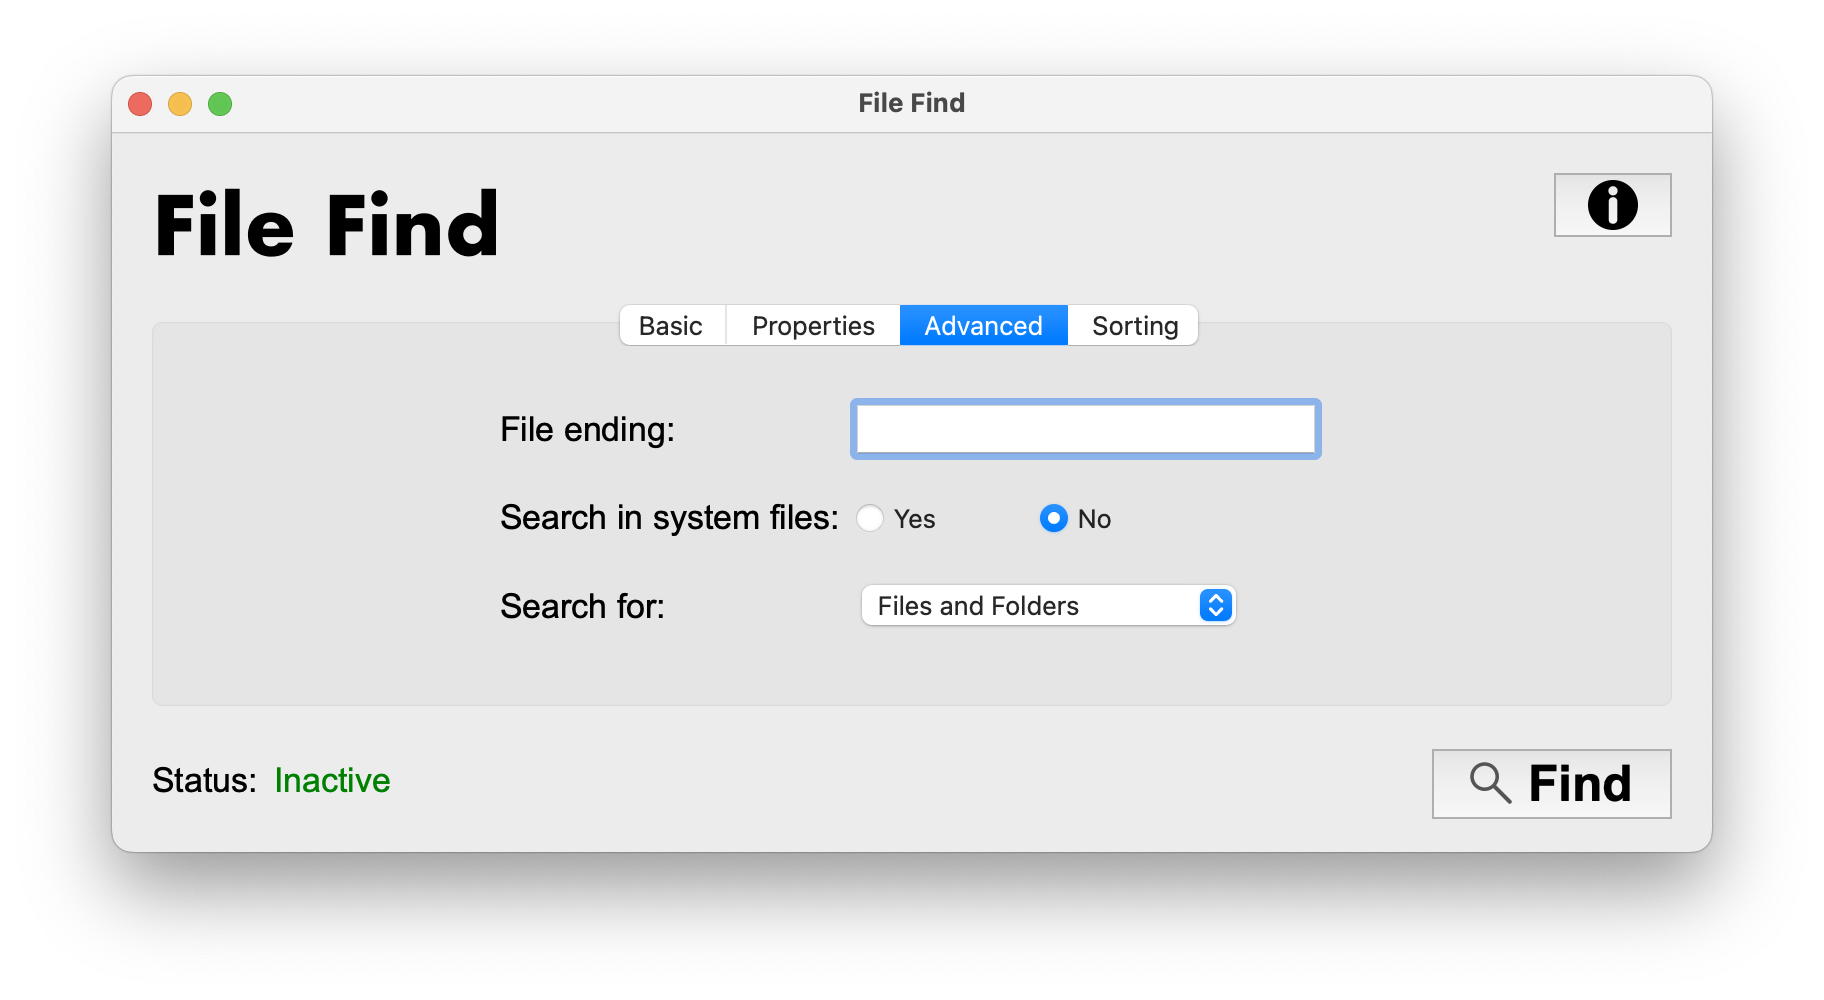 File Find
File Find
Basic Properties Advanced Sorting
File ending:
Search in system files: Yes No
Search for: Files and Folders
Status: Inactive
Find